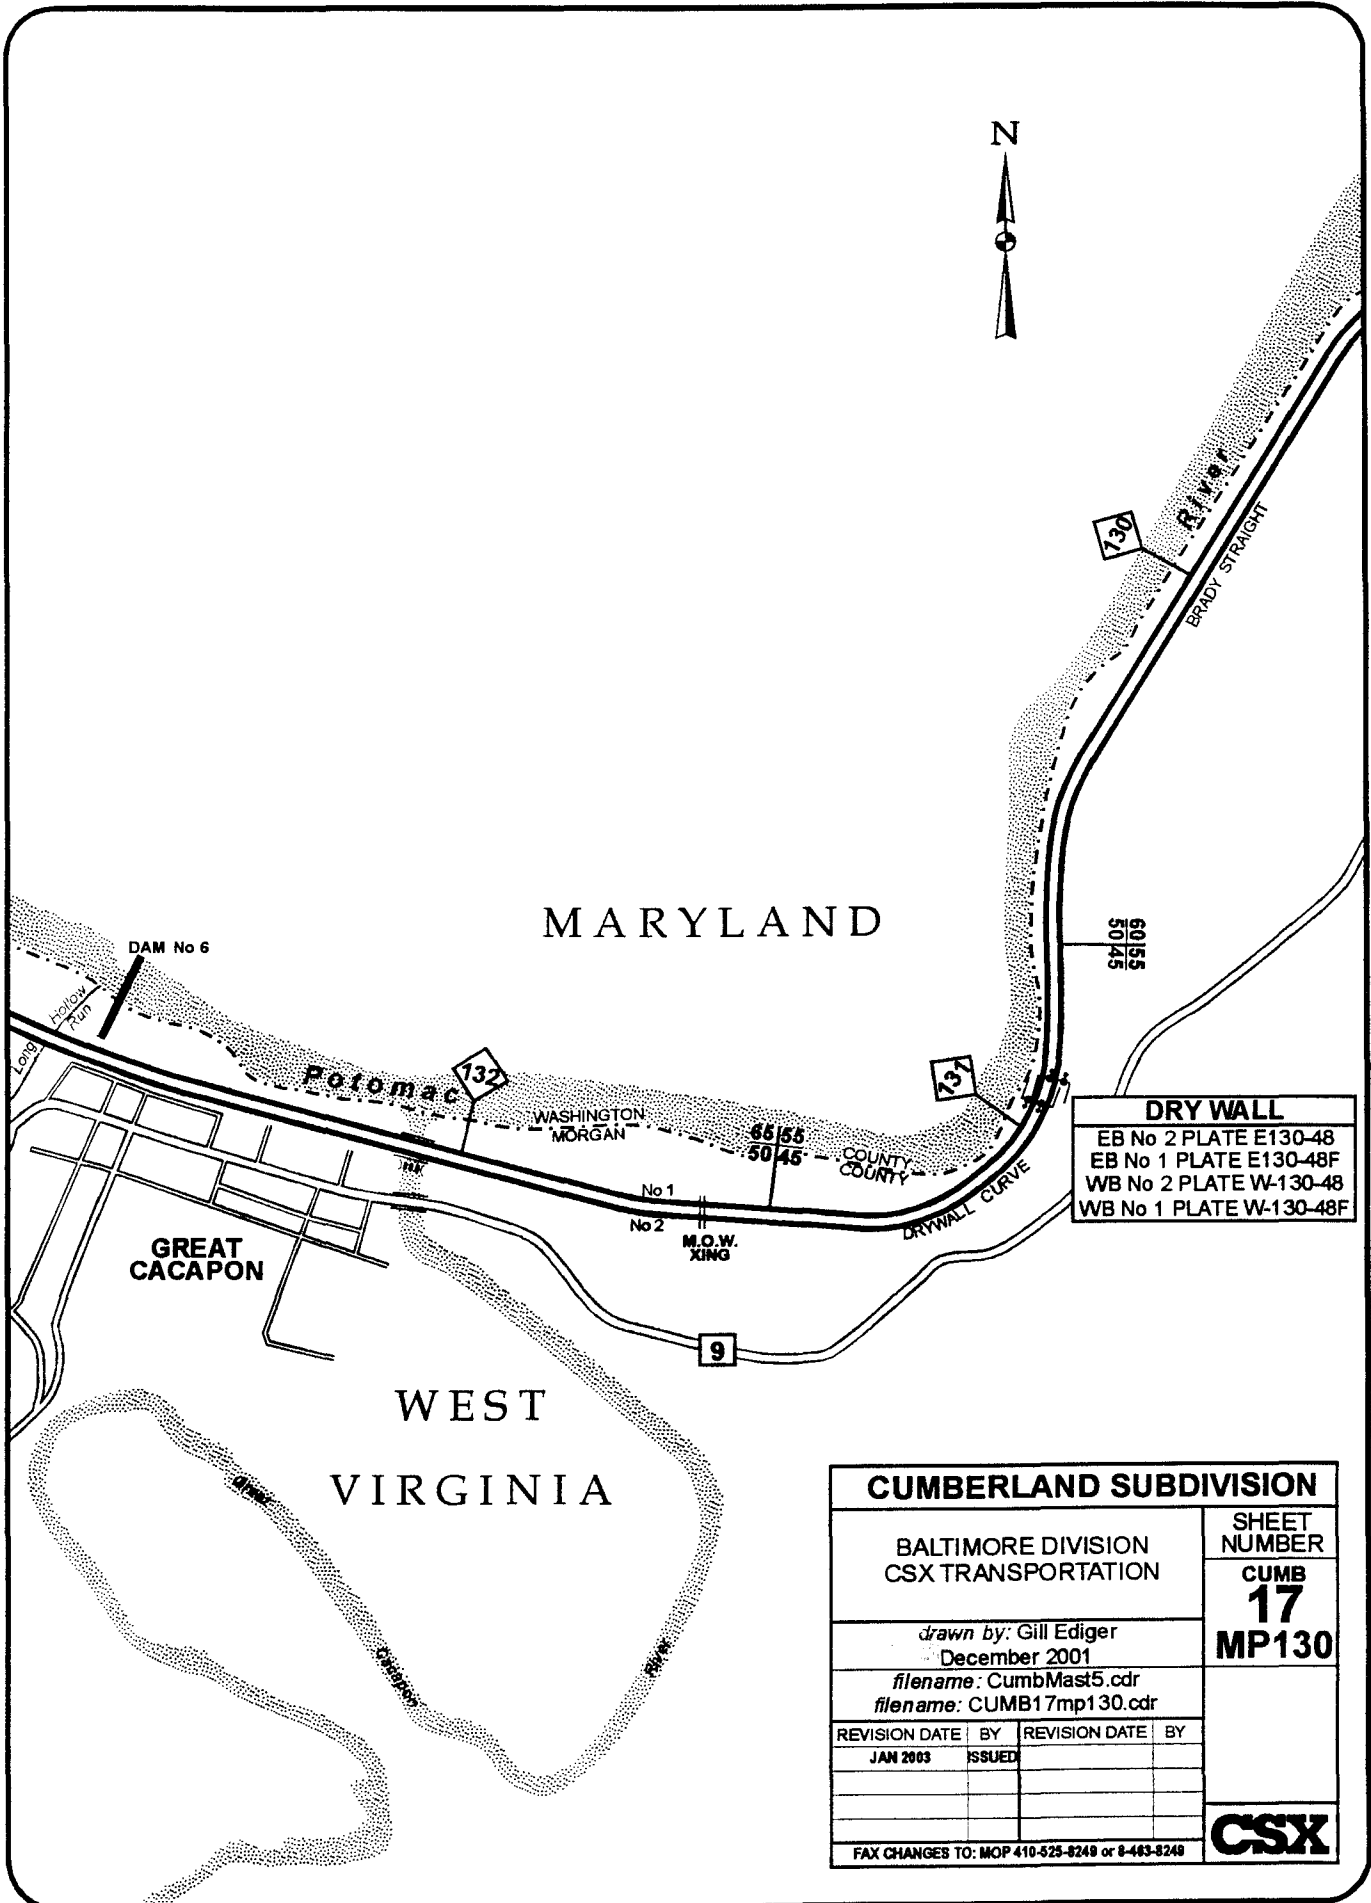 N
River
130
BRADY STRAIGHT
MARYLAND
60 55
50 45
DAM No 6
Long
Hollow
Run
Potomac
132
131
WASHINGTON
MORGAN
65 55
50 45
COUNTY
COUNTY
DRY WALL
EB No 2 PLATE E130-48
EB No 1 PLATE E130-48F
WB No 2 PLATE W-130-48
WB No 1 PLATE W-130-48F
No 1
No 2
M.O.W.
XING
DRYWALL CURVE
GREAT
CACAPON
9
WEST
VIRGINIA
Great
Cacapon
River
CUMBERLAND SUBDIVISION
BALTIMORE DIVISION
CSX TRANSPORTATION
SHEET
NUMBER
CUMB
17
MP130
drawn by: Gill Ediger
December 2001
filename: CumbMast5.cdr
filename: CUMB17mp130.cdr
REVISION DATE BY REVISION DATE BY
JAN 2003 ISSUED
FAX CHANGES TO: MOP 410-525-8249 or 8-463-8249
CSX